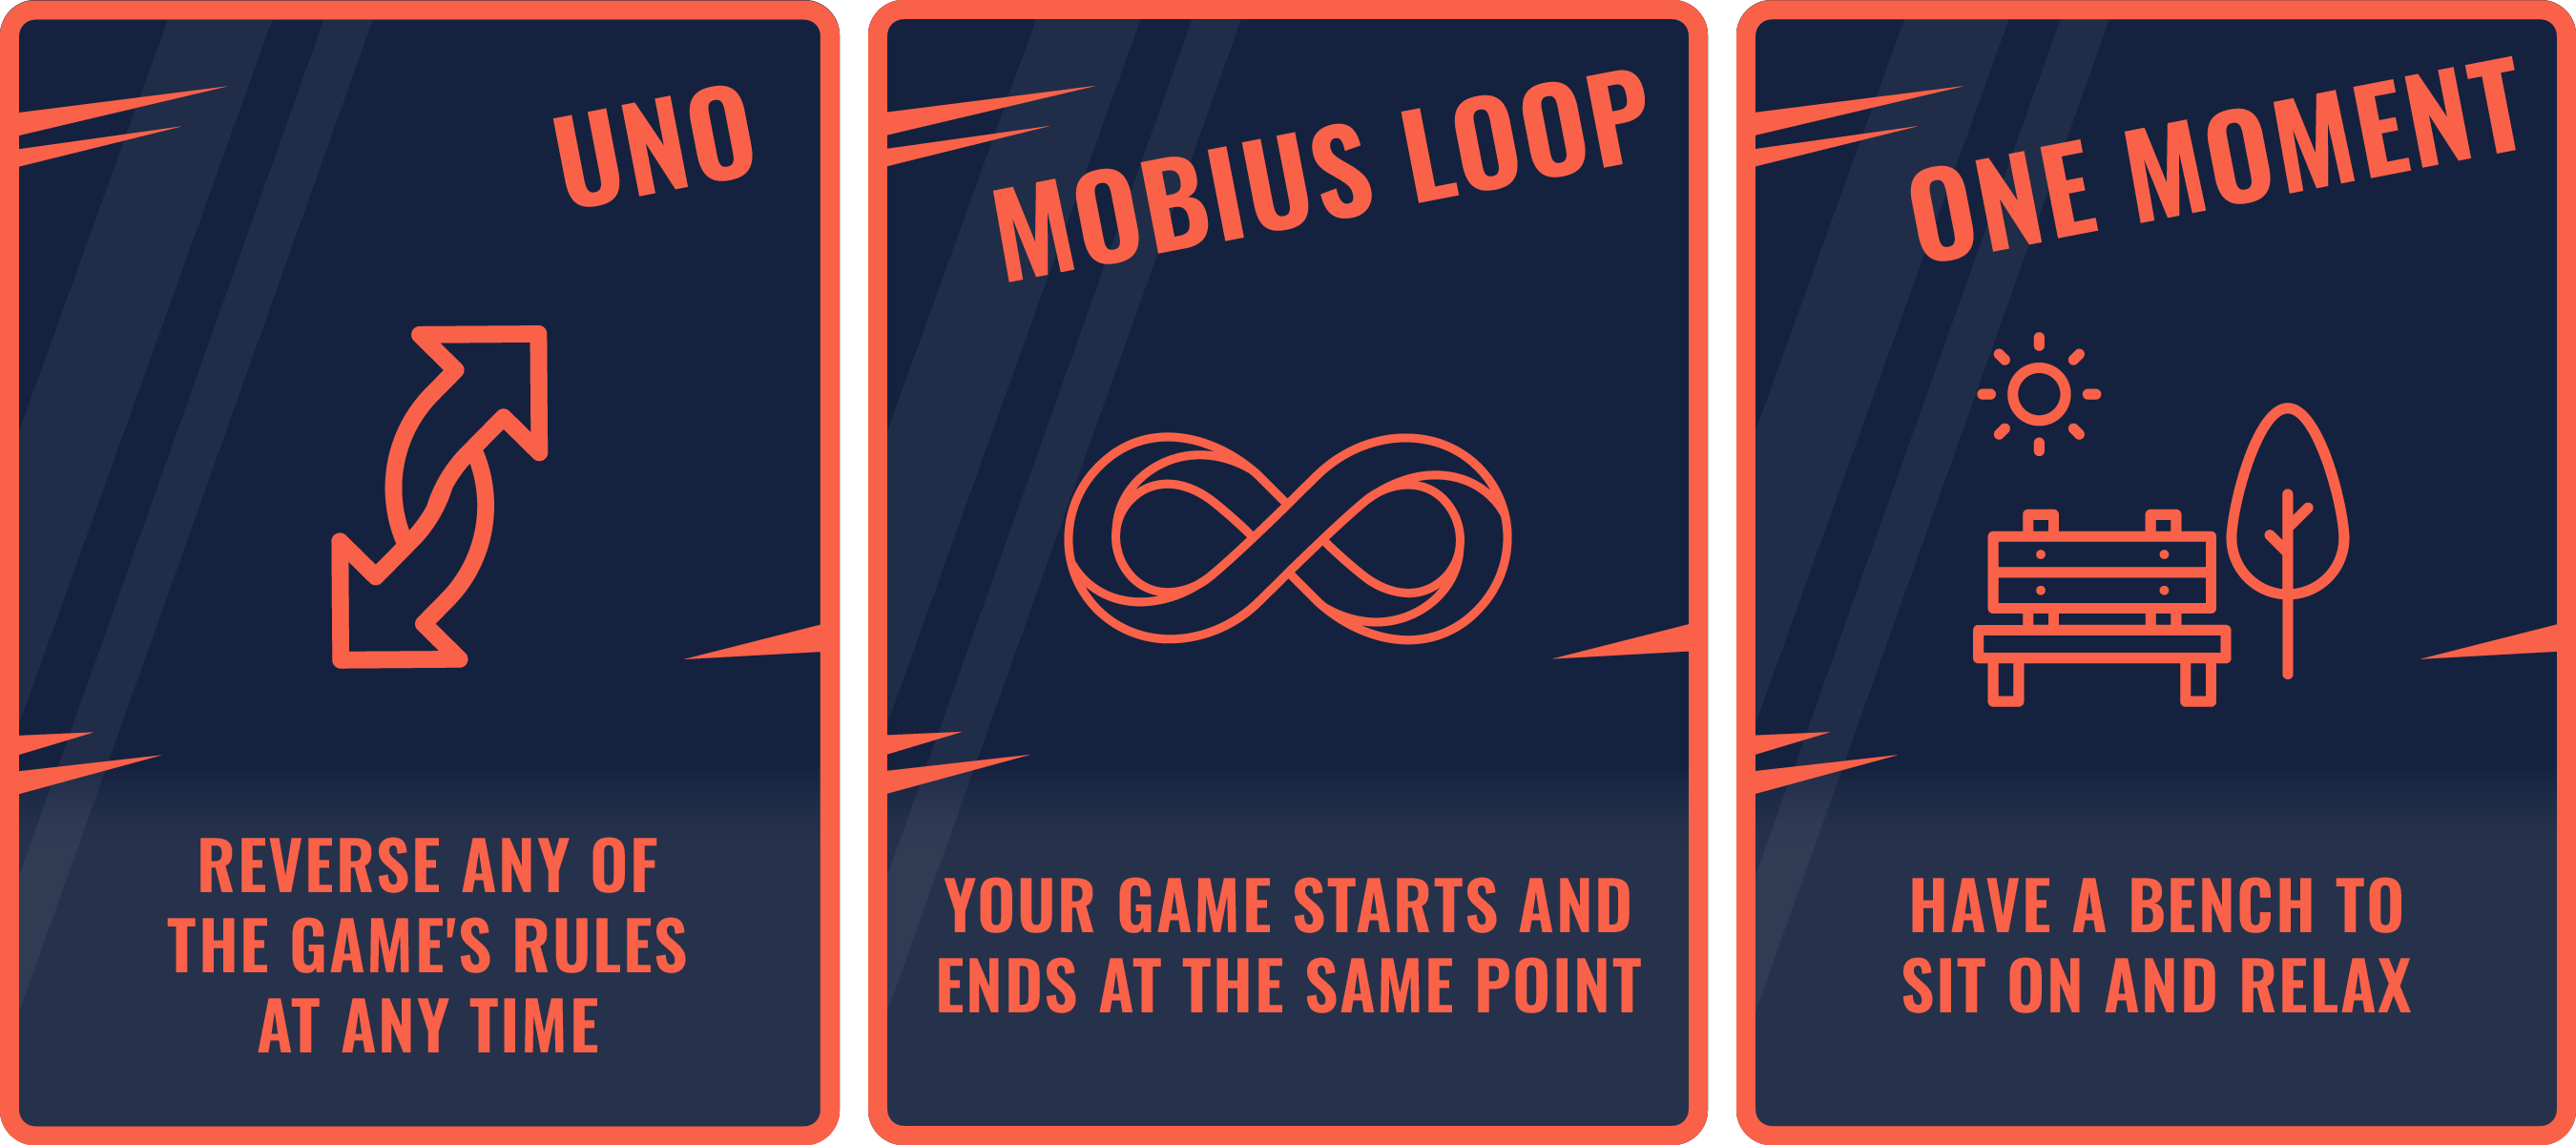 UNO
REVERSE ANY OF
THE GAME'S RULES
AT ANY TIME
MOBIUS LOOP
YOUR GAME STARTS AND
ENDS AT THE SAME POINT
ONE MOMENT
HAVE A BENCH TO
SIT ON AND RELAX